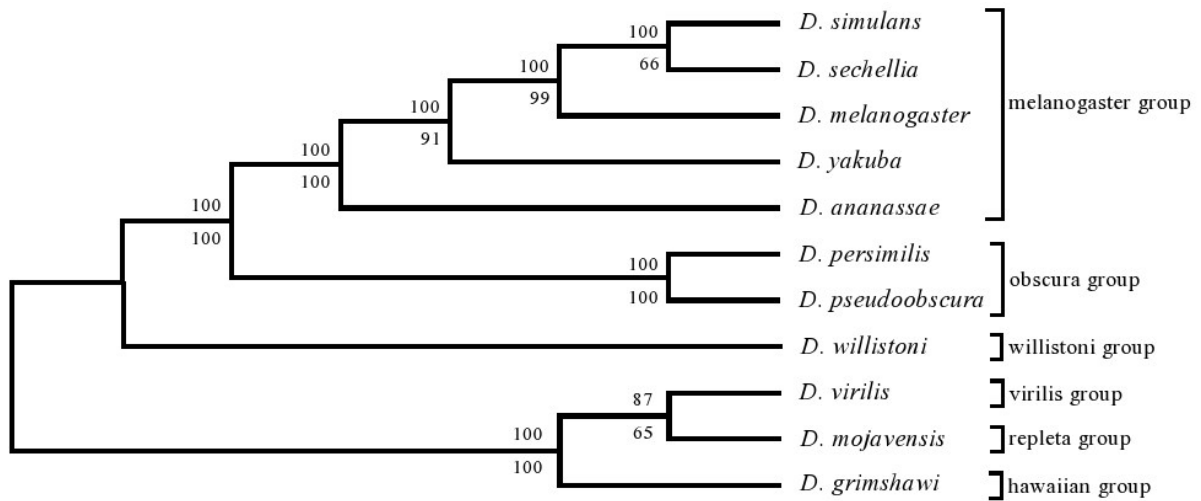 D. simulans
100
66
D. sechellia
100
99
D. melanogaster
melanogaster group
100
91
D. yakuba
100
100
D. ananassae
100
100
D. persimilis
100
100
obscura group
D. pseudoobscura
D. willistoni
willistoni group
D. virilis
virilis group
87
65
D. mojavensis
repleta group
100
100
D. grimshawi
hawaiian group